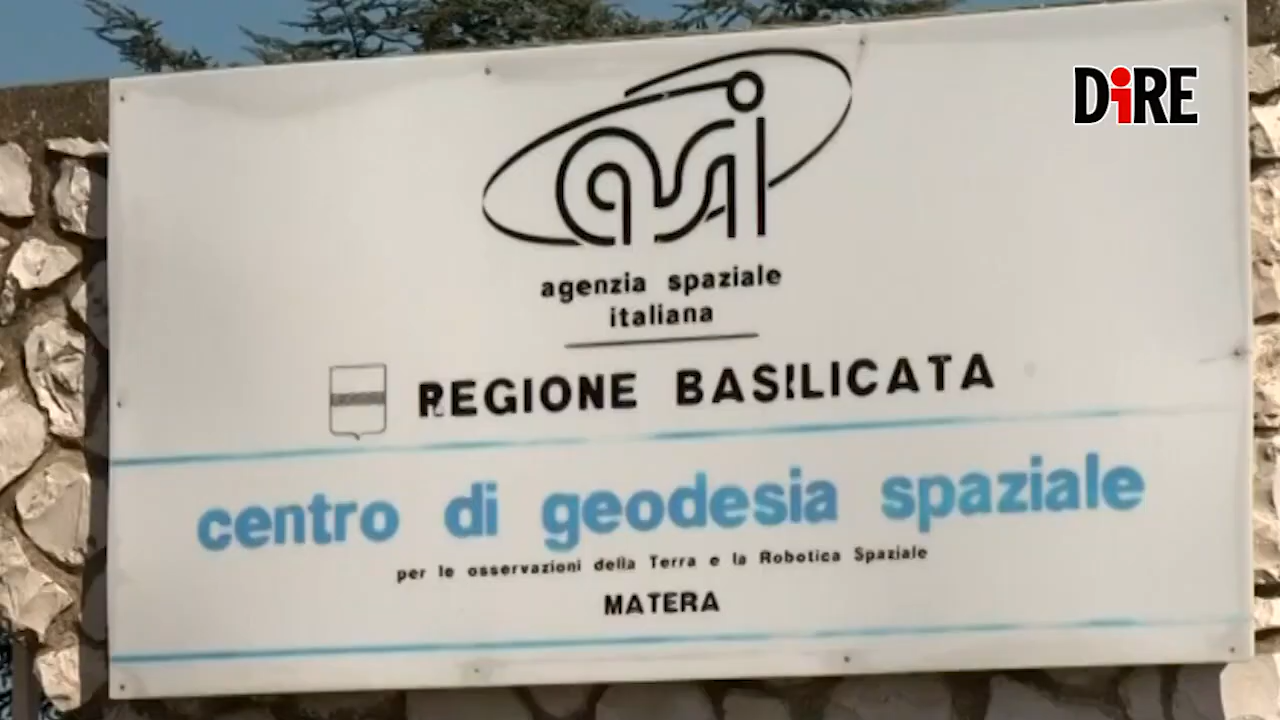 DiRE
asi
agenzia spaziale
italiana
REGIONE BASILICATA
centro di geodesia spaziale
per le osservazioni della Terra e la Robotica Spaziale
MATERA